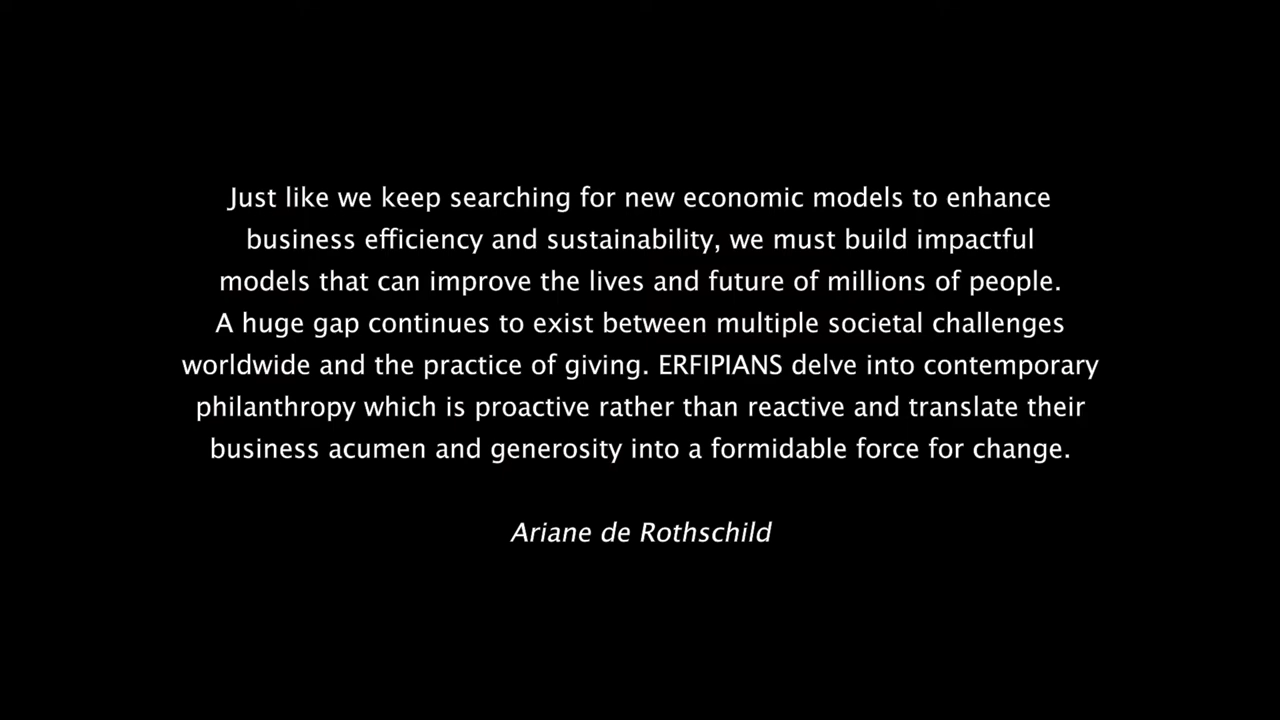 Just like we keep searching for new economic models to enhance
business efficiency and sustainability, we must build impactful
models that can improve the lives and future of millions of people.
A huge gap continues to exist between multiple societal challenges
worldwide and the practice of giving. ERFIPIANS delve into contemporary
philanthropy which is proactive rather than reactive and translate their
business acumen and generosity into a formidable force for change.
Ariane de Rothschild